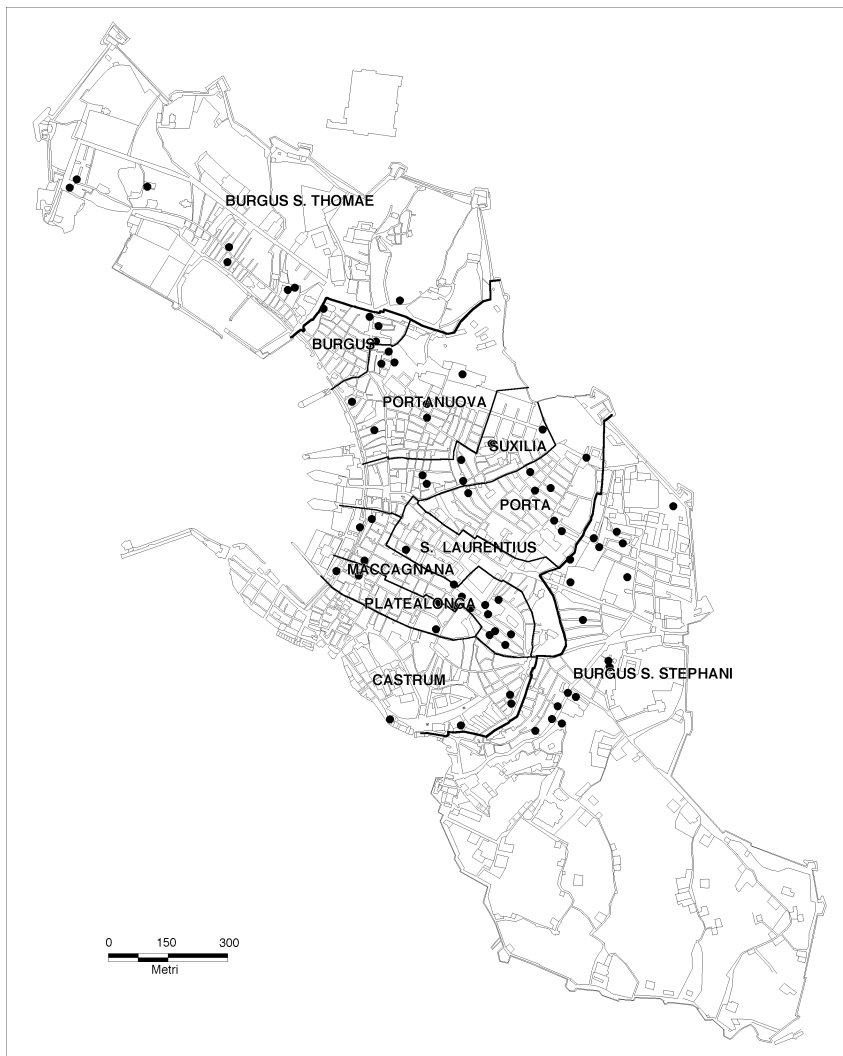 BURGUS S. THOMAE
BURGUS
PORTANUOVA
SUXILIA
PORTA
S. LAURENTIUS
MACCAGNANA
PLATEALONGA
CASTRUM
BURGUS S. STEPHANI
0 150 300
Metri